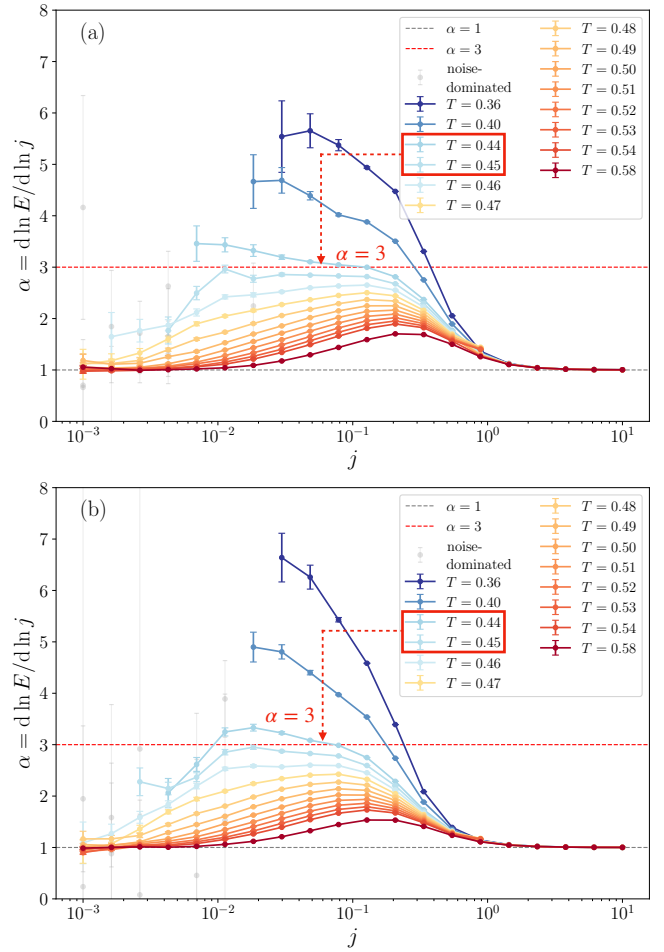 (a)
α = d ln E/d ln j
8
7
6
5
4
3
2
1
0
α = 1
α = 3
noise-
dominated
T = 0.36
T = 0.40
T = 0.44
T = 0.45
T = 0.46
T = 0.47
T = 0.48
T = 0.49
T = 0.50
T = 0.51
T = 0.52
T = 0.53
T = 0.54
T = 0.58
α = 3
10⁻³ 10⁻² 10⁻¹ 10⁰ 10¹
j
(b)
α = d ln E/d ln j
8
7
6
5
4
3
2
1
0
α = 1
α = 3
noise-
dominated
T = 0.36
T = 0.40
T = 0.44
T = 0.45
T = 0.46
T = 0.47
T = 0.48
T = 0.49
T = 0.50
T = 0.51
T = 0.52
T = 0.53
T = 0.54
T = 0.58
α = 3
10⁻³ 10⁻² 10⁻¹ 10⁰ 10¹
j